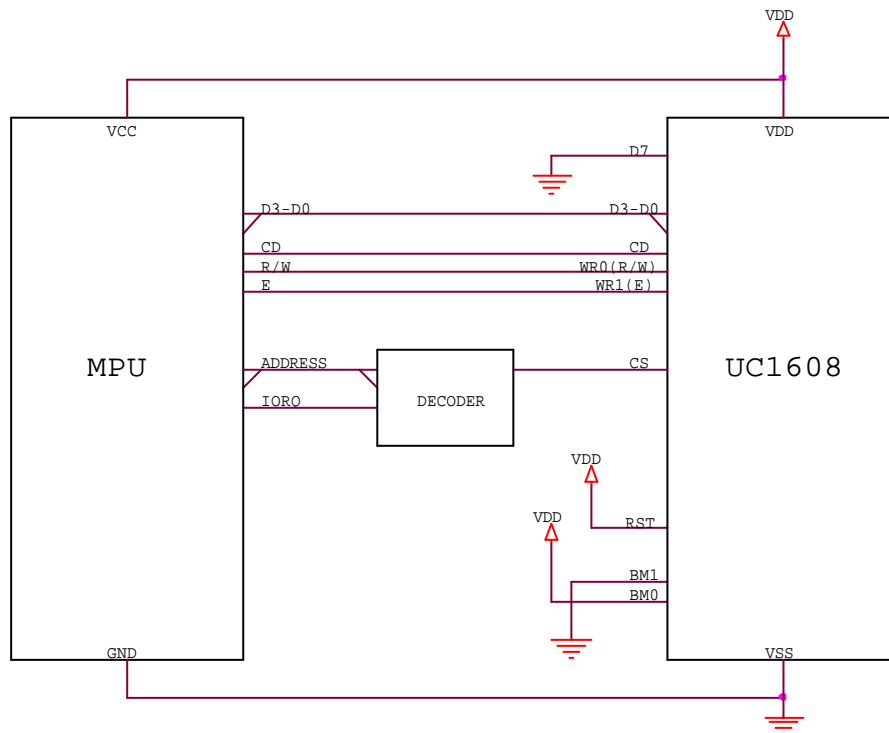 VDD
VCC VDD
D7
D3-D0 D3-D0
CD CD
R/W WR0(R/W)
E WR1(E)
ADDRESS CS
MPU UC1608
DECODER
IORQ
VDD
VDD
RST
BM1
BM0
GND VSS